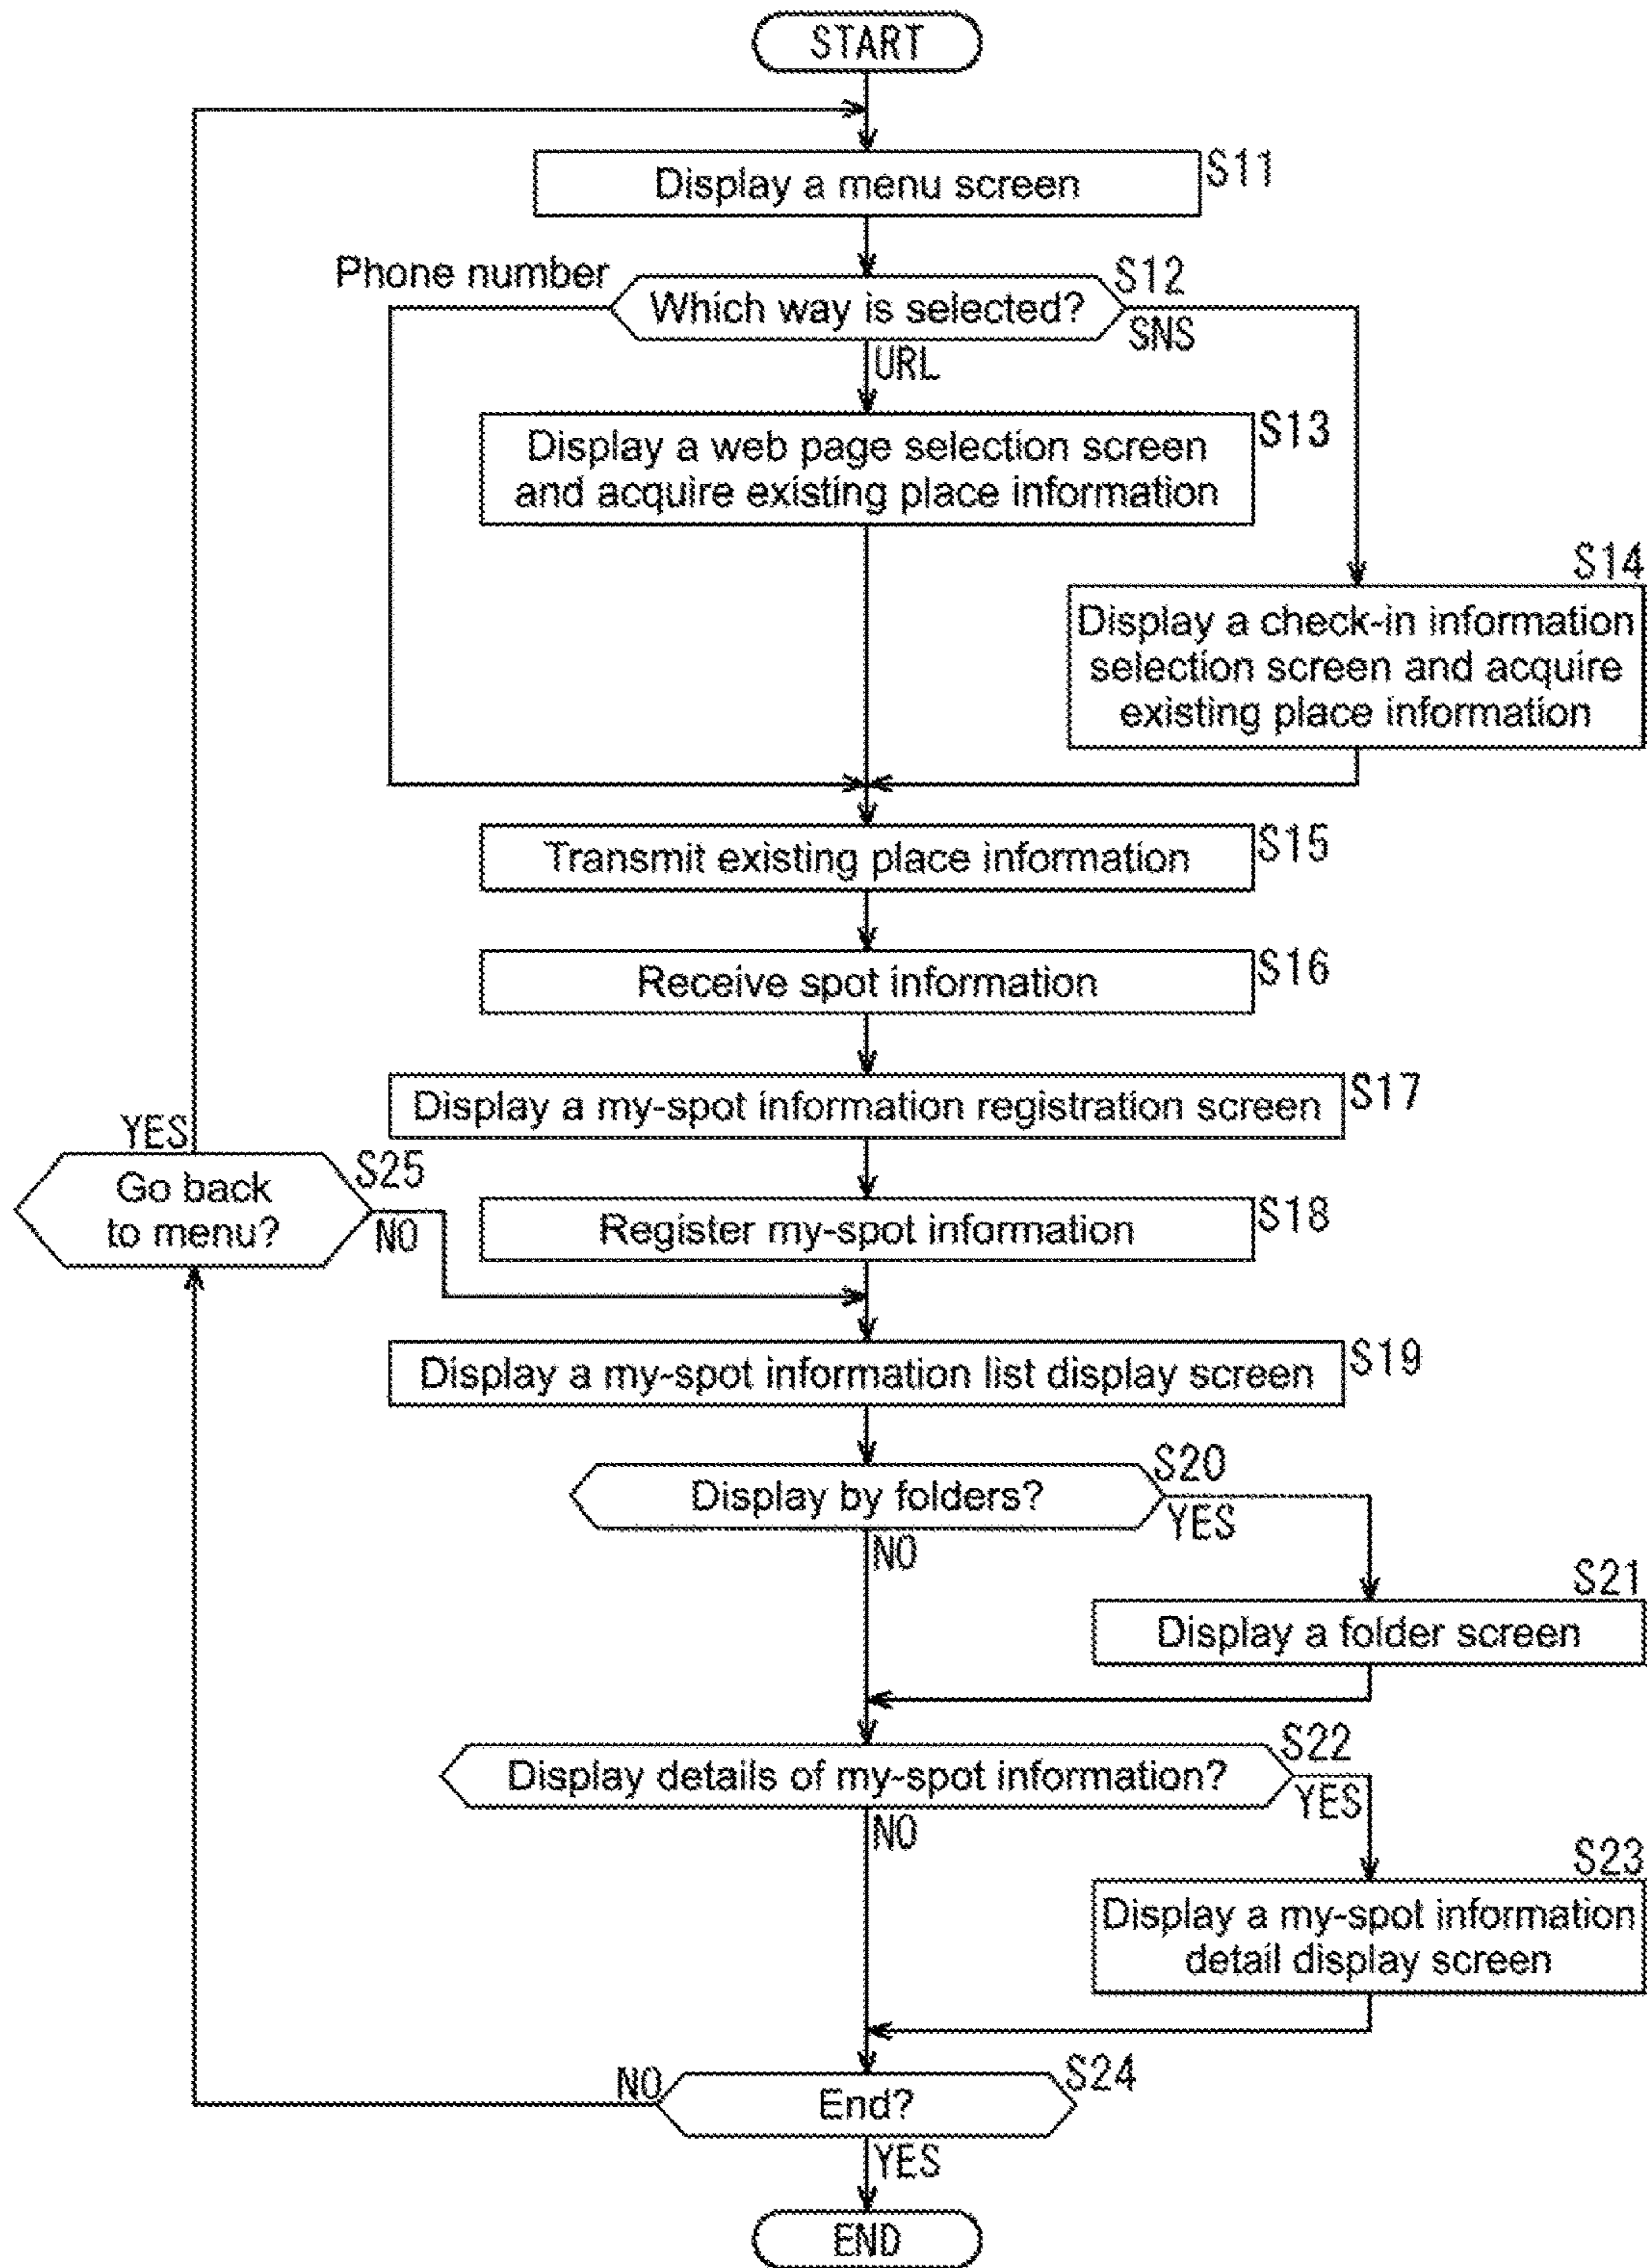 START
Display a menu screen
S11
Phone number
Which way is selected?
S12
SNS
URL
Display a web page selection screen
and acquire existing place information
S13
S14
Display a check-in information
selection screen and acquire
existing place information
Transmit existing place information
S15
Receive spot information
S16
Display a my-spot information registration screen
S17
YES
Go back
to menu?
S25
NO
Register my-spot information
S18
Display a my-spot information list display screen
S19
Display by folders?
S20
YES
NO
S21
Display a folder screen
Display details of my-spot information?
S22
YES
NO
S23
Display a my-spot information
detail display screen
NO
End?
S24
YES
END